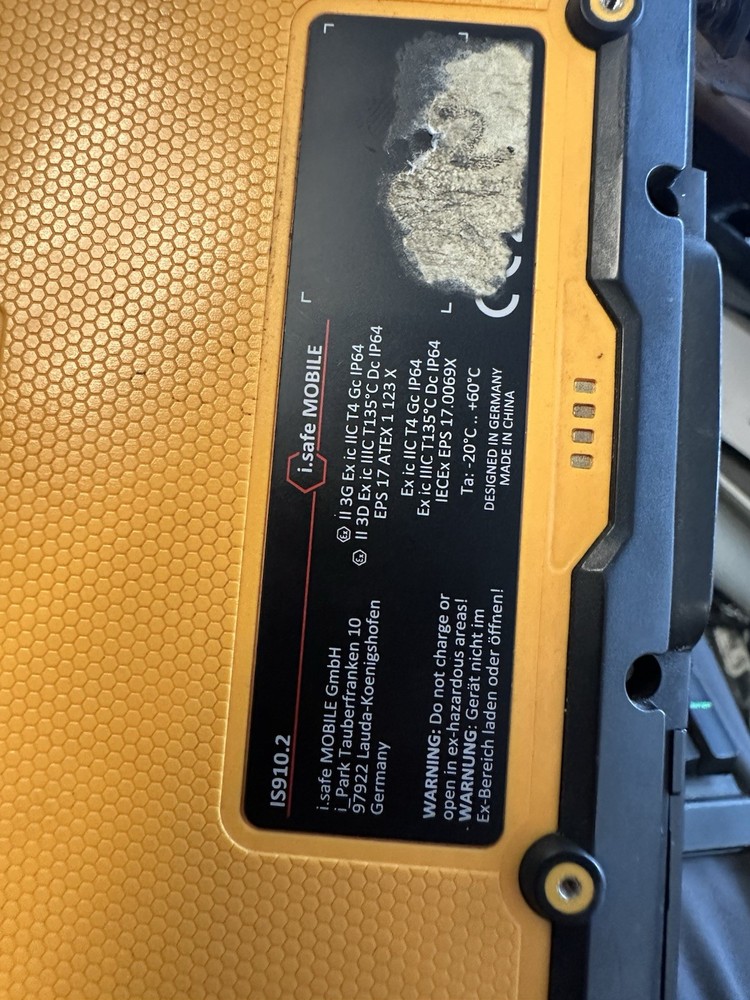 IS910.2
i.safe MOBILE
i.safe MOBILE GmbH
i_Park Tauberfranken 10
97922 Lauda-Koenigshofen
Germany
WARNING: Do not charge or
open in ex-hazardous areas!
WARNUNG: Gerät nicht im
Ex-Bereich laden oder öffnen!
Ex II 3G Ex ic IIC T4 Gc IP64
Ex II 3D Ex ic IIIC T135°C Dc IP64
EPS 17 ATEX 1 123 X
Ex ic IIC T4 Gc IP64
Ex ic IIIC T135°C Dc IP64
IECEx EPS 17.0069X
Ta: -20°C...+60°C
DESIGNED IN GERMANY
MADE IN CHINA